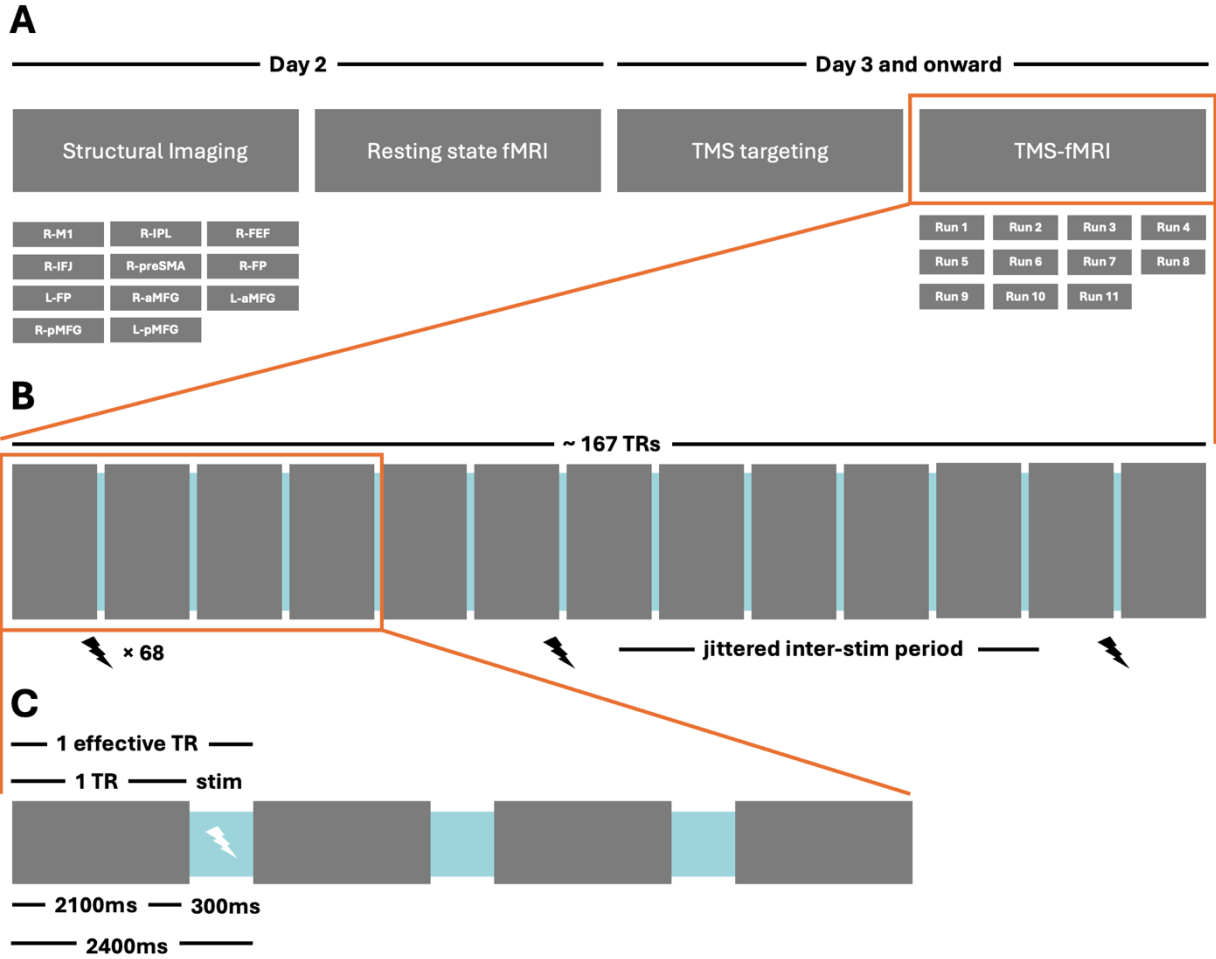 A
Day 2
Day 3 and onward
Structural Imaging
Resting state fMRI
TMS targeting
TMS-fMRI
R-M1
R-IPL
R-FEF
R-IFJ
R-preSMA
R-FP
L-FP
R-aMFG
L-aMFG
R-pMFG
L-pMFG
Run 1
Run 2
Run 3
Run 4
Run 5
Run 6
Run 7
Run 8
Run 9
Run 10
Run 11
B
~ 167 TRs
× 68
jittered inter-stim period
C
1 effective TR
1 TR
stim
2100ms
300ms
2400ms